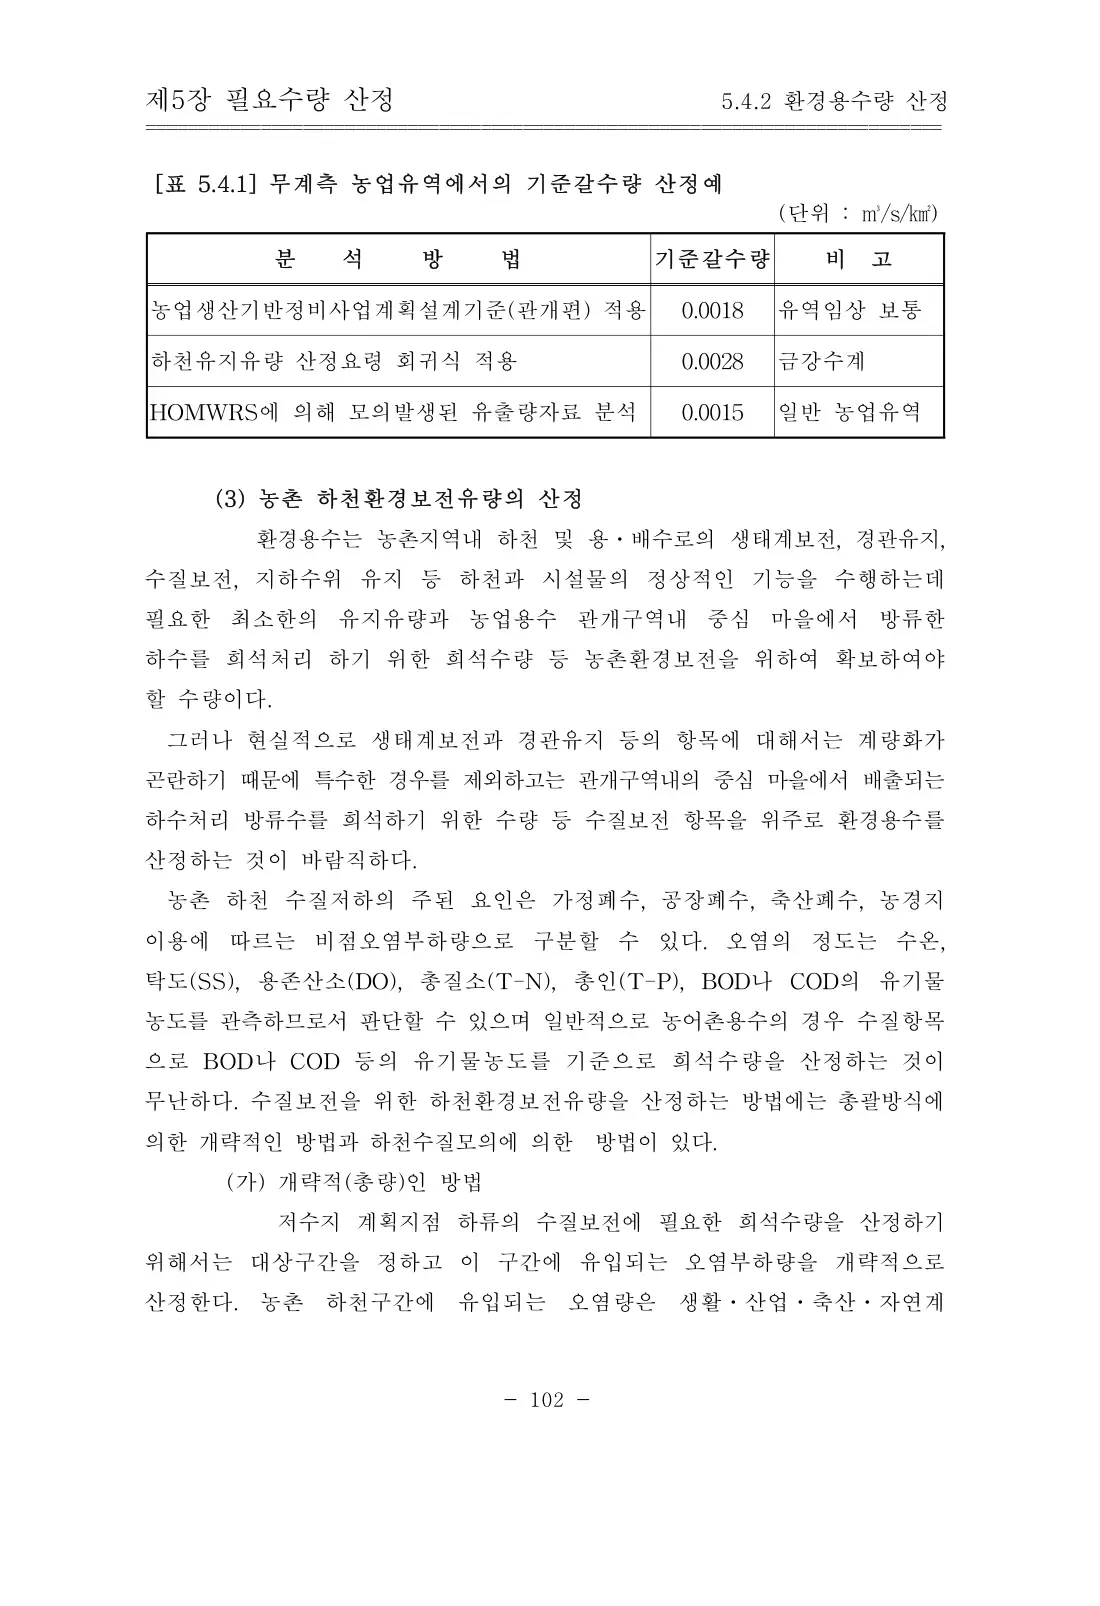 제5장 필요수량 산정 5.4.2 환경용수량 산정
[표 5.4.1] 무계측 농업유역에서의 기준갈수량 산정예
(단위 : ㎥/s/㎢)
분 석 방 법 기준갈수량 비 고
농업생산기반정비사업계획설계기준(관개편) 적용 0.0018 유역임상 보통
하천유지유량 산정요령 회귀식 적용 0.0028 금강수계
HOMWRS에 의해 모의발생된 유출량자료 분석 0.0015 일반 농업유역
(3) 농촌 하천환경보전유량의 산정
환경용수는 농촌지역내 하천 및 용·배수로의 생태계보전, 경관유지,
수질보전, 지하수위 유지 등 하천과 시설물의 정상적인 기능을 수행하는데
필요한 최소한의 유지유량과 농업용수 관개구역내 중심 마을에서 방류한
하수를 희석처리 하기 위한 희석수량 등 농촌환경보전을 위하여 확보하여야
할 수량이다.
그러나 현실적으로 생태계보전과 경관유지 등의 항목에 대해서는 계량화가
곤란하기 때문에 특수한 경우를 제외하고는 관개구역내의 중심 마을에서 배출되는
하수처리 방류수를 희석하기 위한 수량 등 수질보전 항목을 위주로 환경용수를
산정하는 것이 바람직하다.
농촌 하천 수질저하의 주된 요인은 가정폐수, 공장폐수, 축산폐수, 농경지
이용에 따르는 비점오염부하량으로 구분할 수 있다. 오염의 정도는 수온,
탁도(SS), 용존산소(DO), 총질소(T-N), 총인(T-P), BOD나 COD의 유기물
농도를 관측하므로서 판단할 수 있으며 일반적으로 농어촌용수의 경우 수질항목
으로 BOD나 COD 등의 유기물농도를 기준으로 희석수량을 산정하는 것이
무난하다. 수질보전을 위한 하천환경보전유량을 산정하는 방법에는 총괄방식에
의한 개략적인 방법과 하천수질모의에 의한 방법이 있다.
(가) 개략적(총량)인 방법
저수지 계획지점 하류의 수질보전에 필요한 희석수량을 산정하기
위해서는 대상구간을 정하고 이 구간에 유입되는 오염부하량을 개략적으로
산정한다. 농촌 하천구간에 유입되는 오염량은 생활·산업·축산·자연계
- 102 -